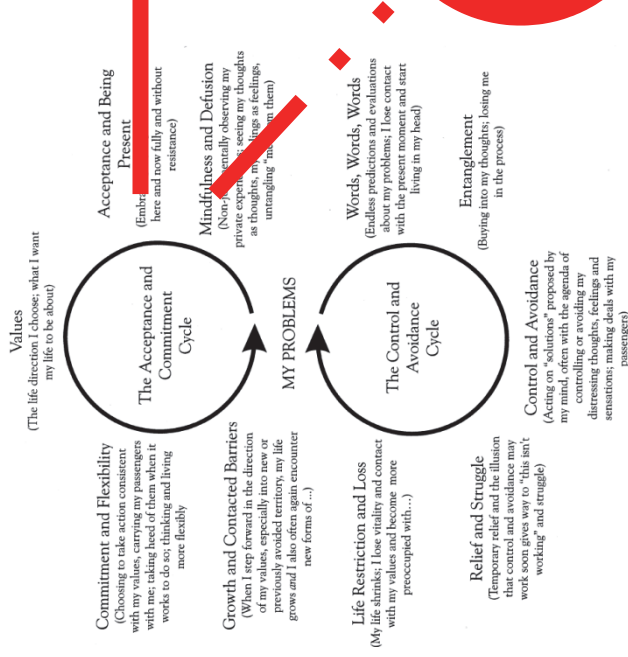 Values
(The life direction I choose; what I want
my life to be about)
Acceptance and Being
Present
here and now fully and without
resistance)
Mindfulness and Defusion
observing my
private seeing my thoughts
as thoughts, as feelings,
untangling them)
The Acceptance and
Commitment
Cycle
Commitment and Flexibility
(Choosing to take action consistent
with my values, carrying my passengers
with me; taking heed of them when it
works to do so; thinking and living
more flexibly
Growth and Contacted Barriers
(When I step forward in the direction
of my values, especially into new or
previously avoided territory, my life
grows and I also often again encounter
new forms of ...)
MY PROBLEMS
Words, Words, Words
(Endless predictions and evaluations
about my problems; I lose contact
with the present moment and start
living in my head)
Entanglement
(Buying into my thoughts; losing me
in the process)
The Control and
Avoidance
Cycle
Life Restriction and Loss
(My life shrinks; I lose vitality and contact
with my values and become more
preoccupied with...)
Relief and Struggle
(Temporary relief and the illusion
that control and avoidance may
work soon gives way to “this isn’t
working” and struggle)
Control and Avoidance
(Acting on “solutions” proposed by
my mind, often with the agenda of
controlling or avoiding my
distressing thoughts, feelings and
sensations; making deals with my
passengers)